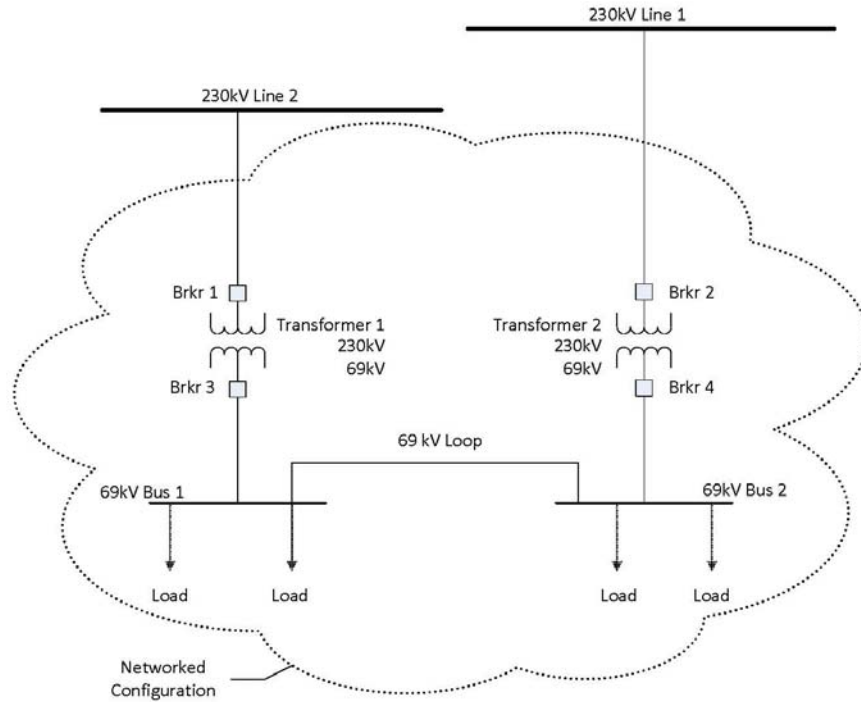 230kV Line 1
230kV Line 2
Brkr 1
Brkr 2
Transformer 1
230kV
69kV
Transformer 2
230kV
69kV
Brkr 3
Brkr 4
69 kV Loop
69kV Bus 1
69kV Bus 2
Load
Load
Load
Load
Networked
Configuration